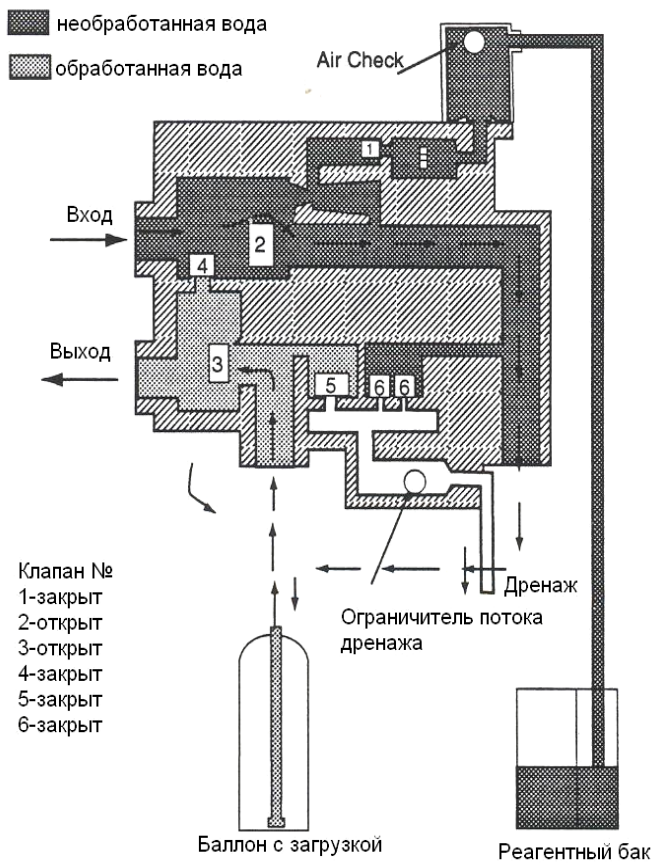 необработанная вода
обработанная вода
Air Check
1
Вход
2
4
Выход
3
5
6
6
Клапан №
1-закрыт
2-открыт
3-открыт
4-закрыт
5-закрыт
6-закрыт
Дренаж
Ограничитель потока
дренажа
Баллон с загрузкой
Реагентный бак